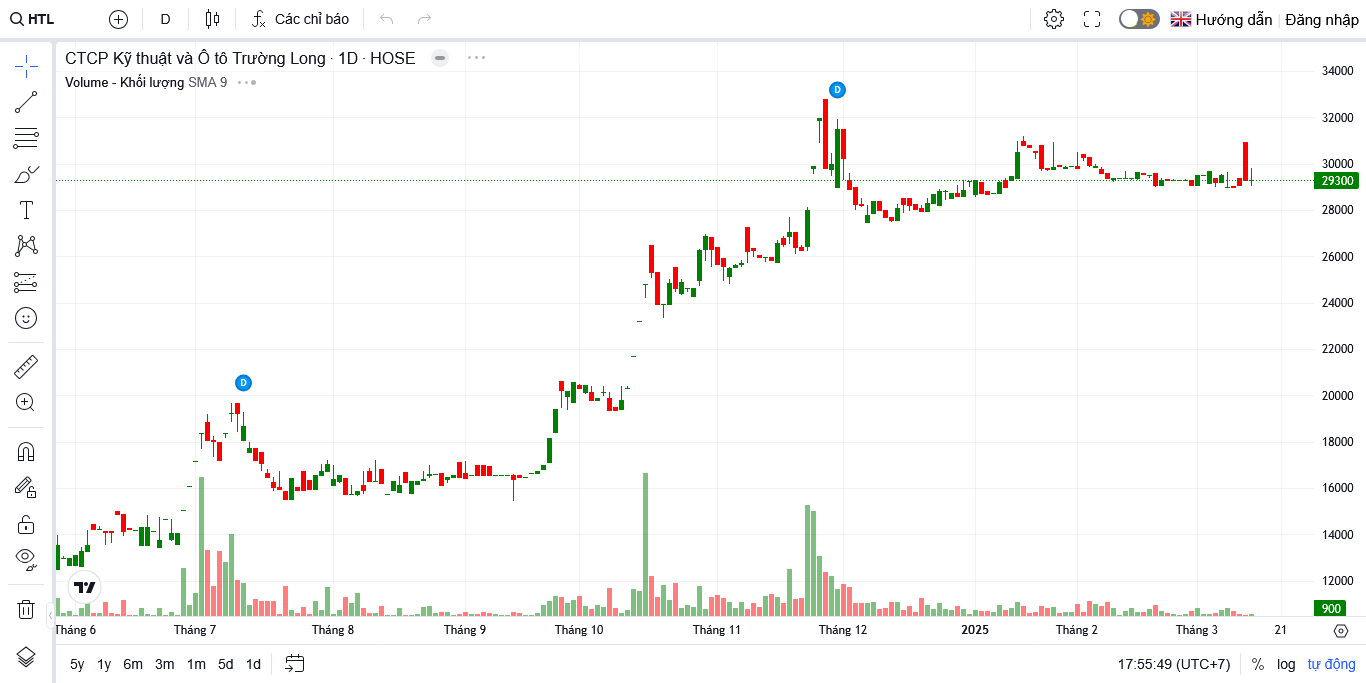 HTL D Các chỉ báo Hướng dẫn Đăng nhập
CTCP Kỹ thuật và Ô tô Trường Long · 1D · HOSE
Volume - Khối lượng SMA 9
D
D
34000
32000
30000
29300
28000
26000
24000
22000
20000
18000
16000
14000
12000
900
Tháng 6 Tháng 7 Tháng 8 Tháng 9 Tháng 10 Tháng 11 Tháng 12 2025 Tháng 2 Tháng 3 21
5y 1y 6m 3m 1m 5d 1d 17:55:49 (UTC+7) % log tự động